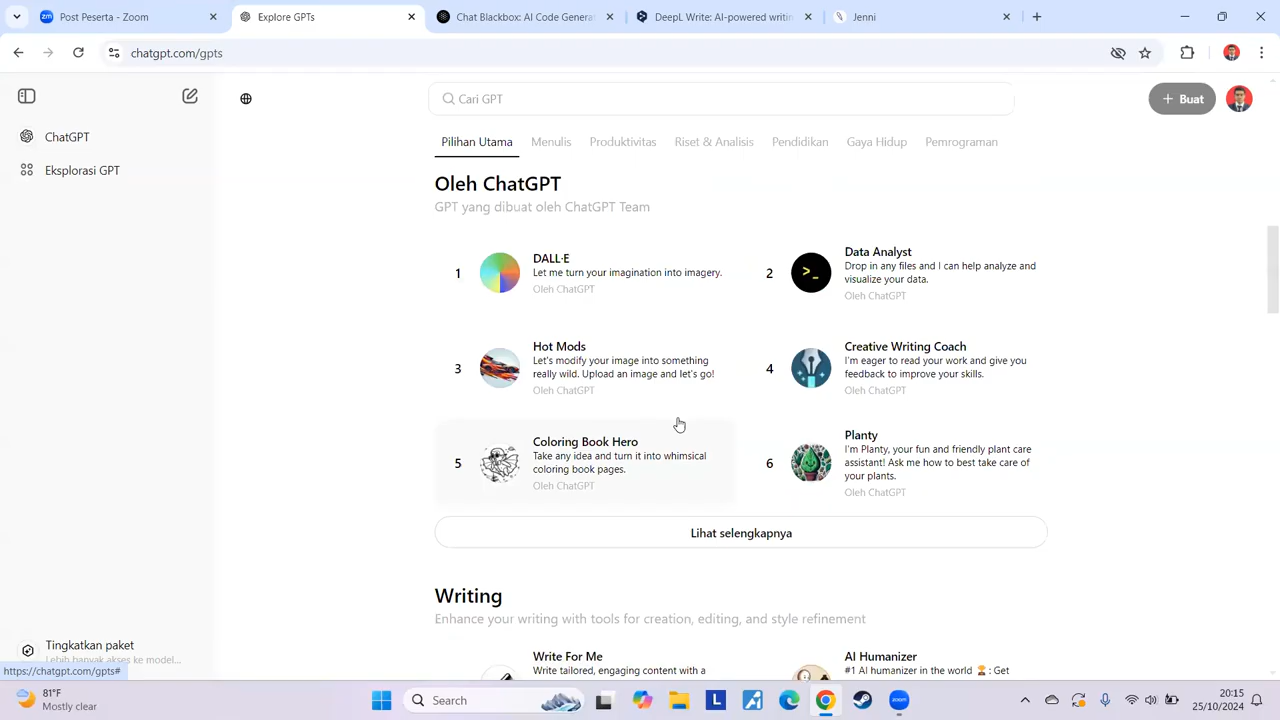 Post Peserta - Zoom
Explore GPTs
Chat Blackbox: AI Code Genera
DeepL Write: AI-powered writing
Jenni
chatgpt.com/gpts
ChatGPT
Eksplorasi GPT
Cari GPT
Buat
Pilihan Utama Menulis Produktivitas Riset & Analisis Pendidikan Gaya Hidup Pemrograman
Oleh ChatGPT
GPT yang dibuat oleh ChatGPT Team
1
DALL·E
Let me turn your imagination into imagery.
Oleh ChatGPT
2
Data Analyst
Drop in any files and I can help analyze and
visualize your data.
Oleh ChatGPT
3
Hot Mods
Let's modify your image into something
really wild. Upload an image and let's go!
Oleh ChatGPT
4
Creative Writing Coach
I'm eager to read your work and give you
feedback to improve your skills.
Oleh ChatGPT
5
Coloring Book Hero
Take any idea and turn it into whimsical
coloring book pages.
Oleh ChatGPT
6
Planty
I'm Planty, your fun and friendly plant care
assistant! Ask me how to best take care of
your plants.
Oleh ChatGPT
Lihat selengkapnya
Writing
Enhance your writing with tools for creation, editing, and style refinement
Write For Me
Write tailored, engaging content with a
AI Humanizer
#1 AI humanizer in the world 🏆: Get
Tingkatkan paket
Lebih banyak akses ke model...
https://chatgpt.com/gpts#
81°F
Mostly clear
Search
20:15
25/10/2024